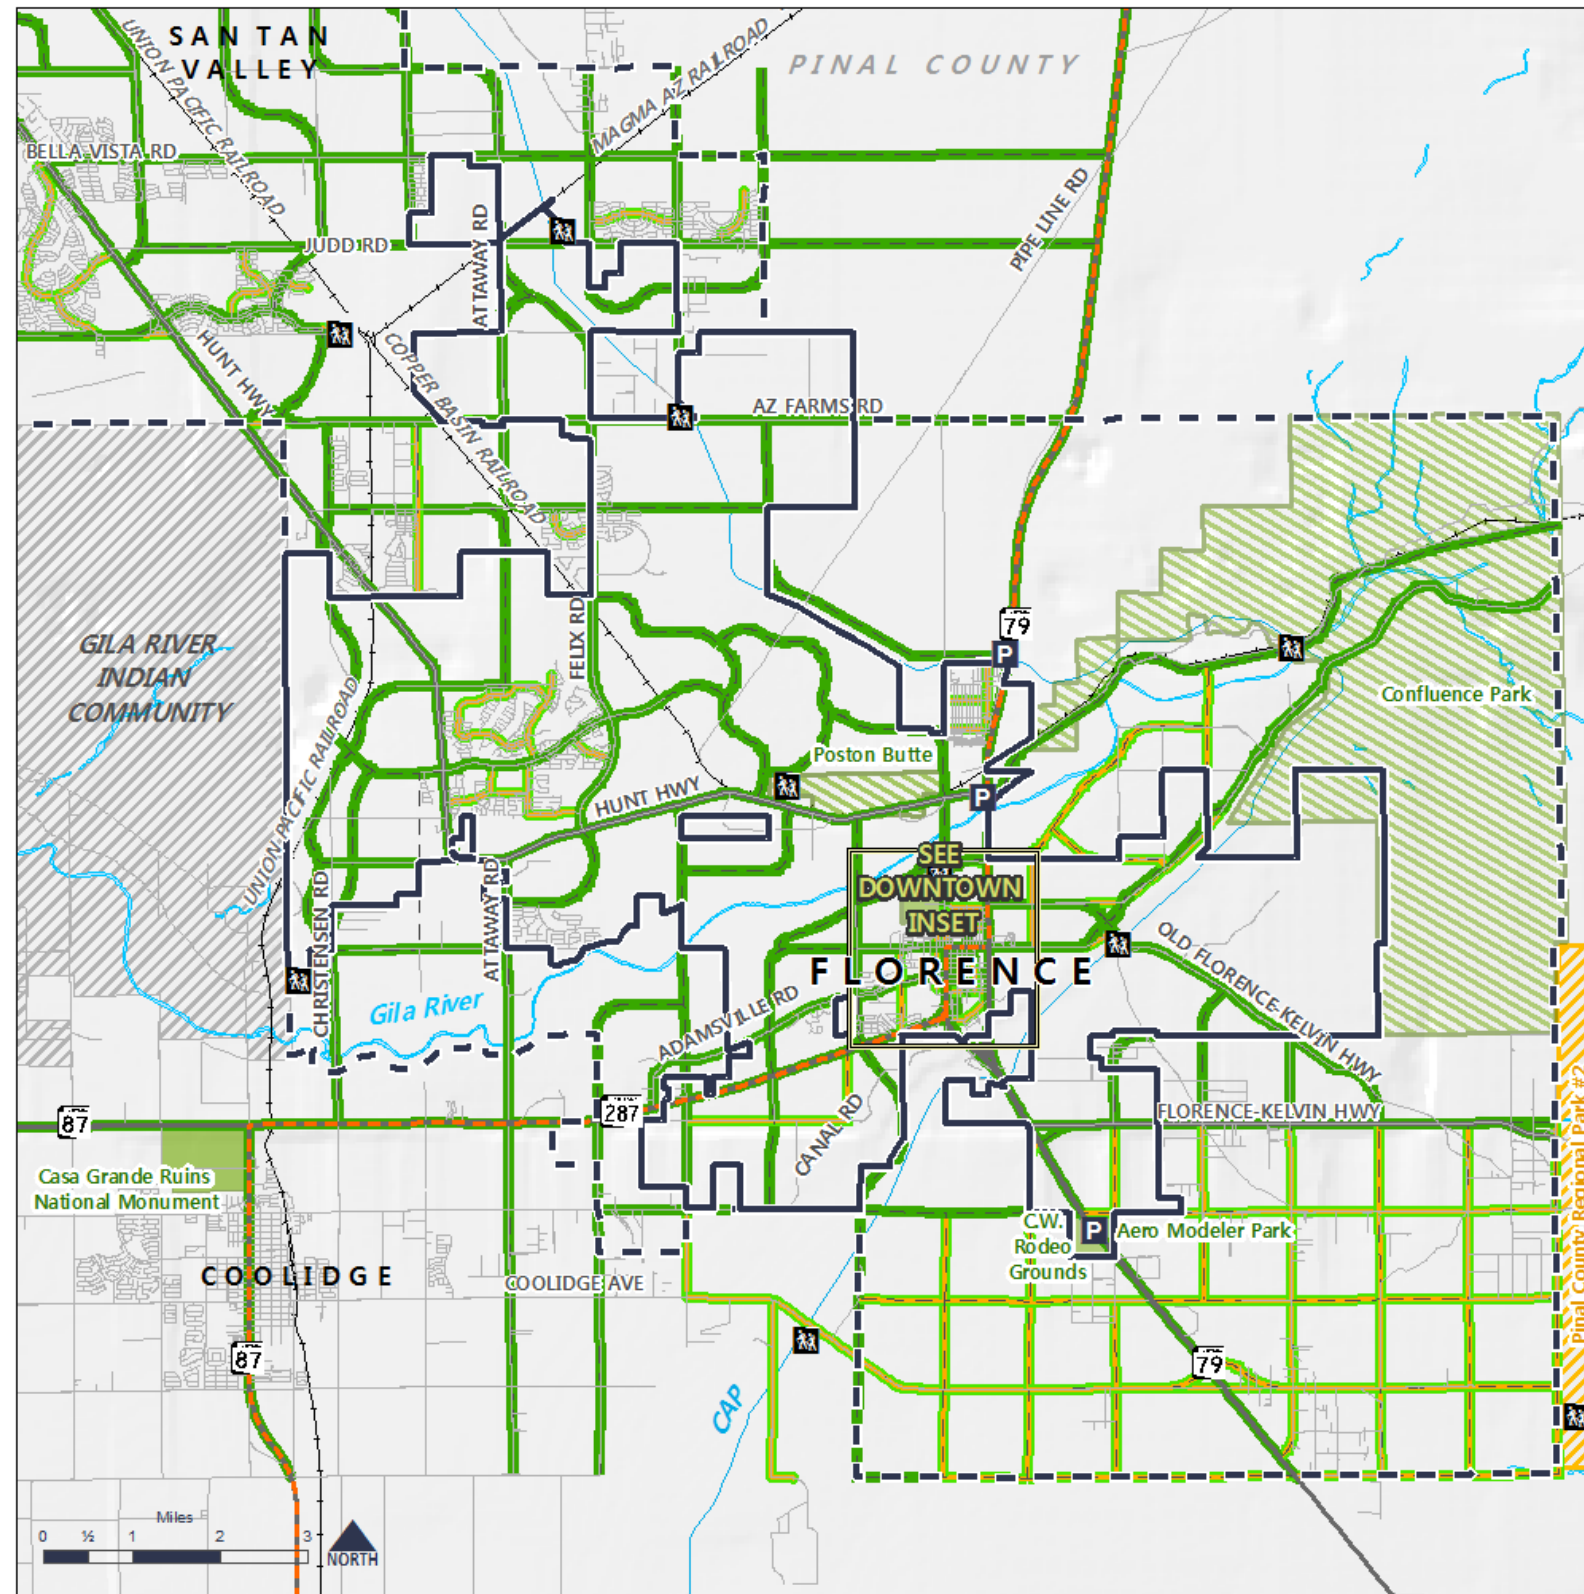 SAN TAN
VALLEY
UNION PACIFIC RAILROAD
MAGMA AZ RAILROAD
PINAL COUNTY
BELLA VISTA RD
JUDD RD
ATTAWAY RD
PIPE LINE RD
HUNT HWY
COPPER BASIN RAILROAD
AZ FARMS RD
GILA RIVER
INDIAN
COMMUNITY
FELIX RD
79
P
Confluence Park
UNION PACIFIC RAILROAD
Poston Butte
HUNT HWY
P
SEE
DOWNTOWN
INSET
CHRISTENSEN RD
ATTAWAY RD
OLD FLORENCE-KELVIN HWY
FLORENCE
Gila River
ADAMSVILLE RD
87
287
CANAL RD
FLORENCE-KELVIN HWY
Pinal County Regional Park #2
Casa Grande Ruins
National Monument
C.W.
Rodeo
Grounds
P
Aero Modeler Park
COOLIDGE
COOLIDGE AVE
87
79
CAP
Miles
0 ½ 1 2 3
NORTH